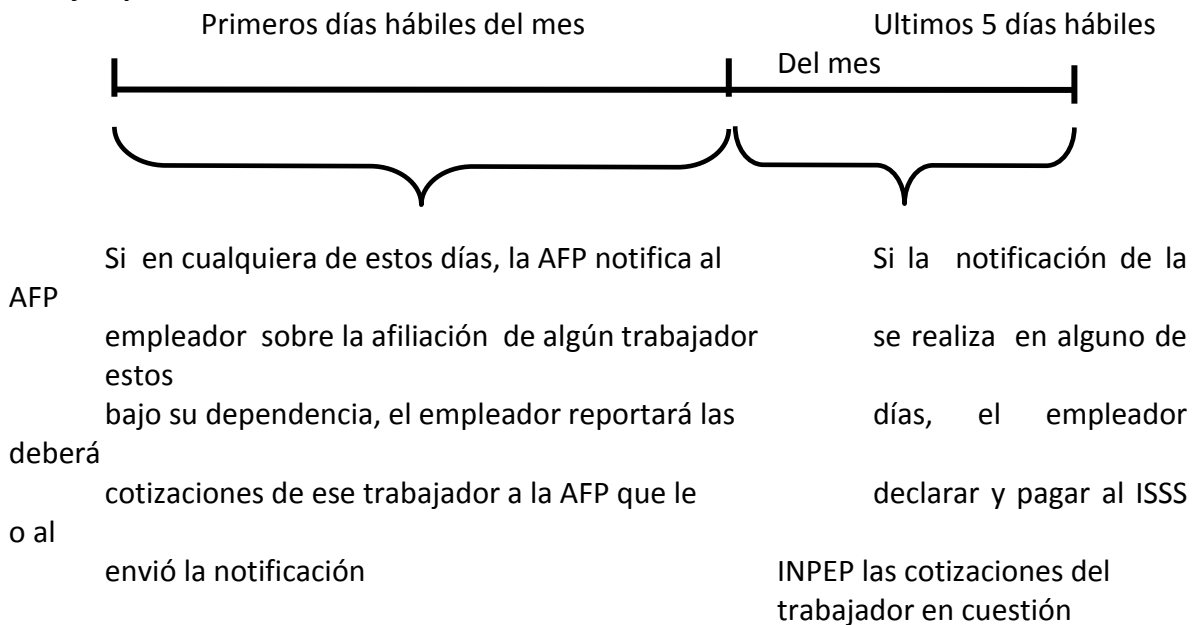 Primeros días hábiles del mes
Ultimos 5 días hábiles
Del mes
Si en cualquiera de estos días, la AFP notifica al
empleador sobre la afiliación de algún trabajador
bajo su dependencia, el empleador reportará las
cotizaciones de ese trabajador a la AFP que le
envió la notificación
Si la notificación de la
AFP
se realiza en alguno de
estos
días, el empleador
deberá
declarar y pagar al ISSS
o al
INPEP las cotizaciones del
trabajador en cuestión